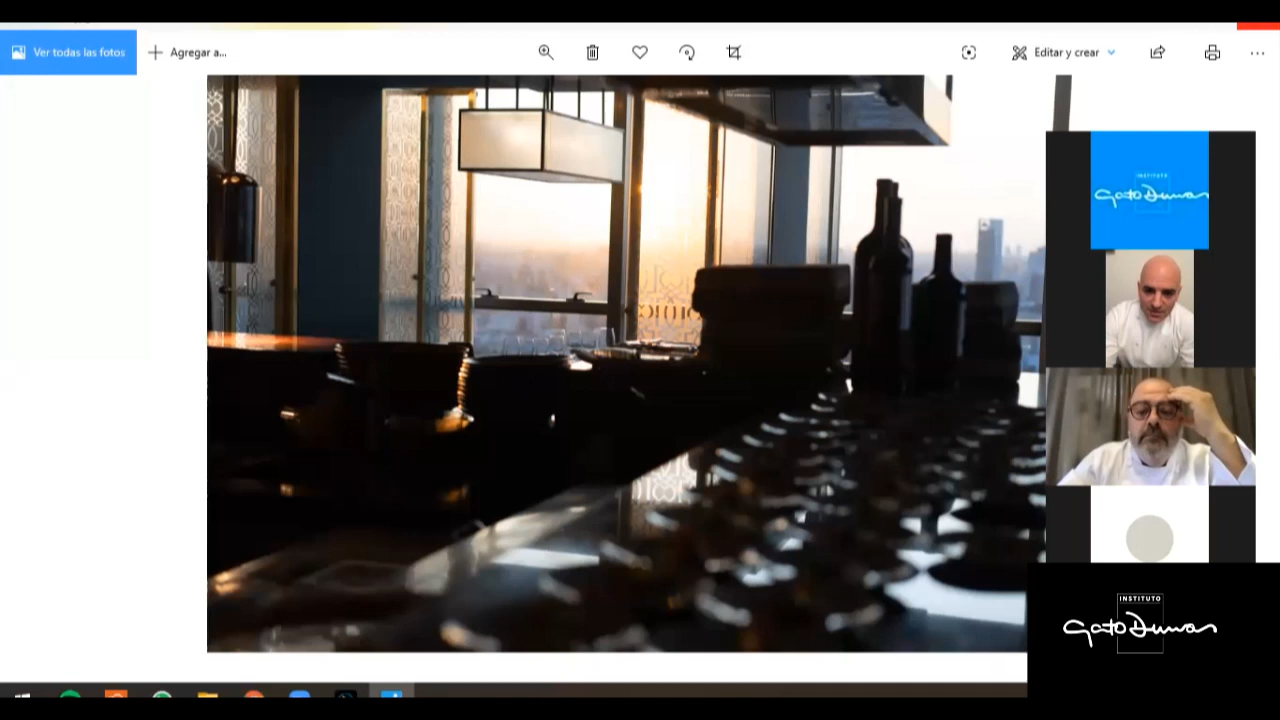 Ver todas las fotos
Agregar a...
Editar y crear
INSTITUTO
Gato Dumas
INSTITUTO
Gato Dumas